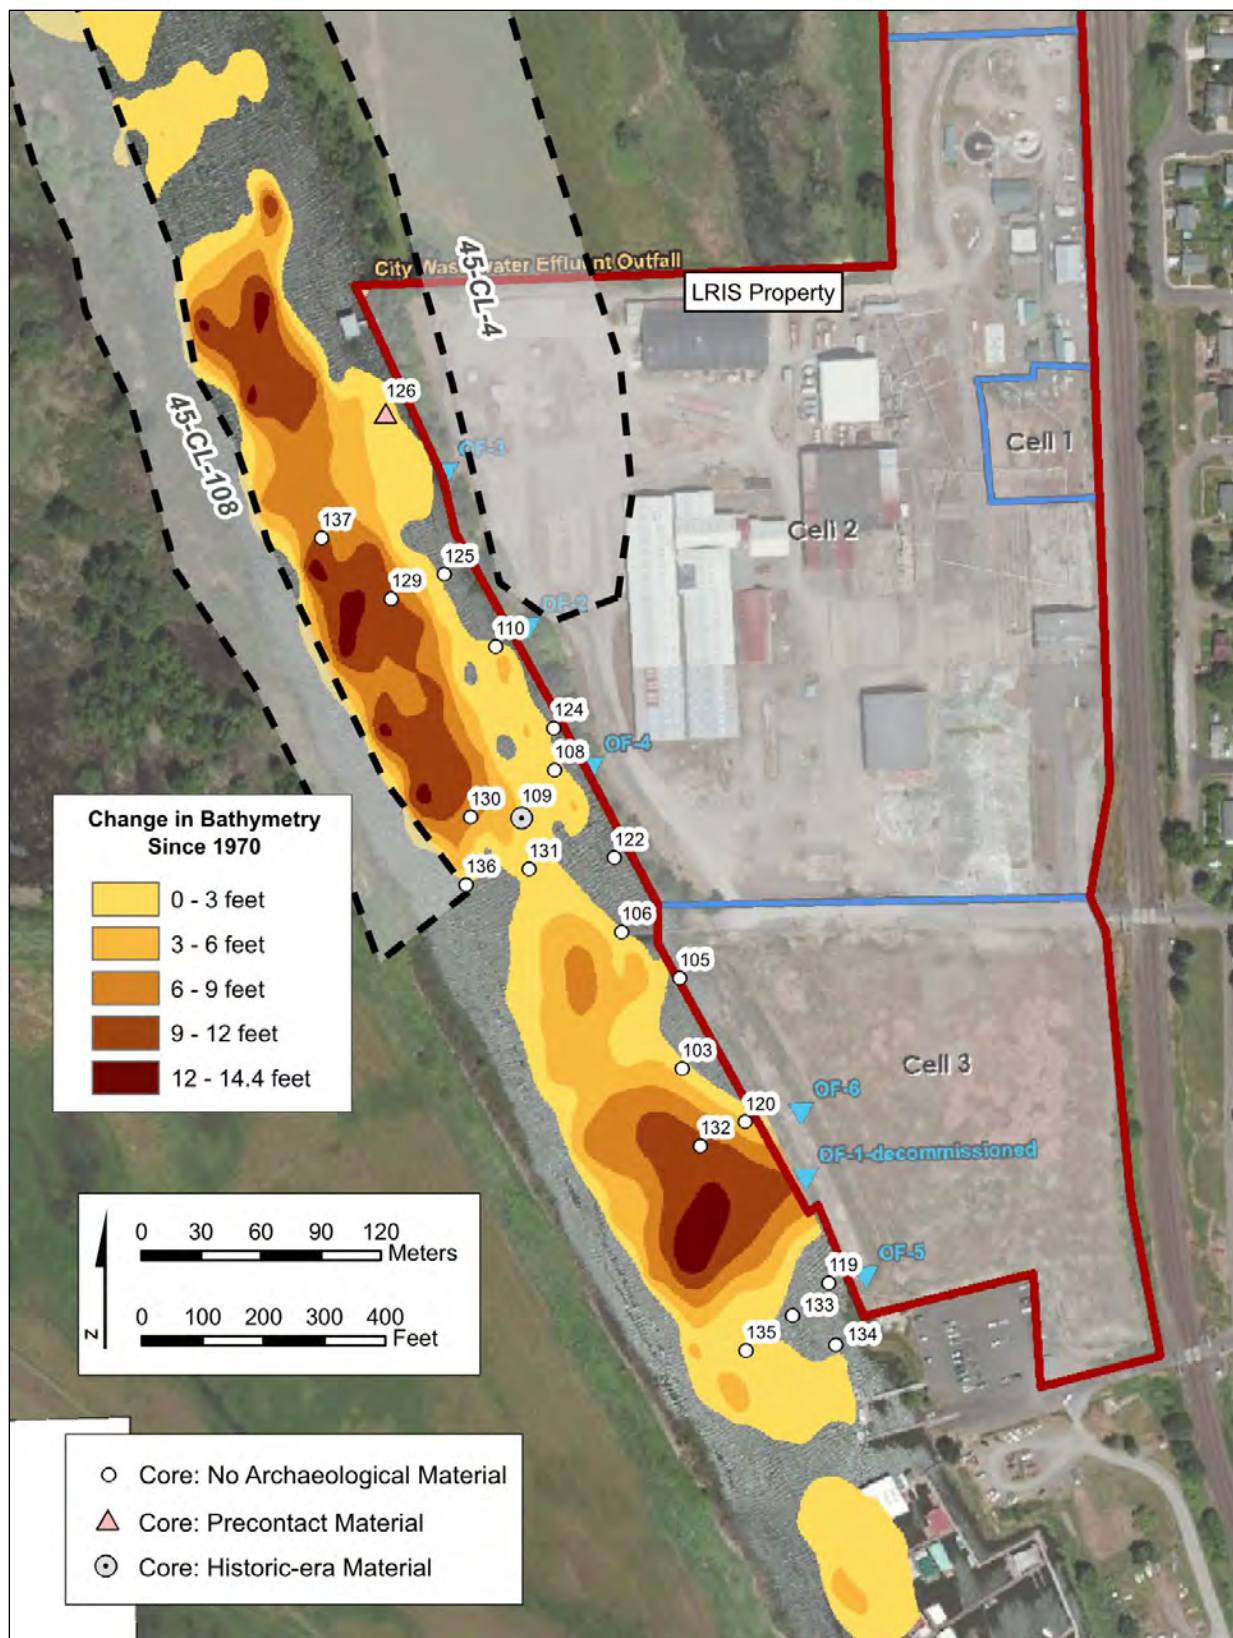 City Wastewater Effluent Outfall
LRIS Property
45-CL-4
45-CL-108
126
OF-3
Cell 1
Cell 2
137
125
129
OF-2
110
124
108
OF-4
130
109
122
131
136
106
105
103
Cell 3
OF-6
120
132
OF-1-decommissioned
119
OF-5
133
135
134
Change in Bathymetry
Since 1970
0 - 3 feet
3 - 6 feet
6 - 9 feet
9 - 12 feet
12 - 14.4 feet
0 30 60 90 120
Meters
0 100 200 300 400
Feet
N
Core: No Archaeological Material
Core: Precontact Material
Core: Historic-era Material